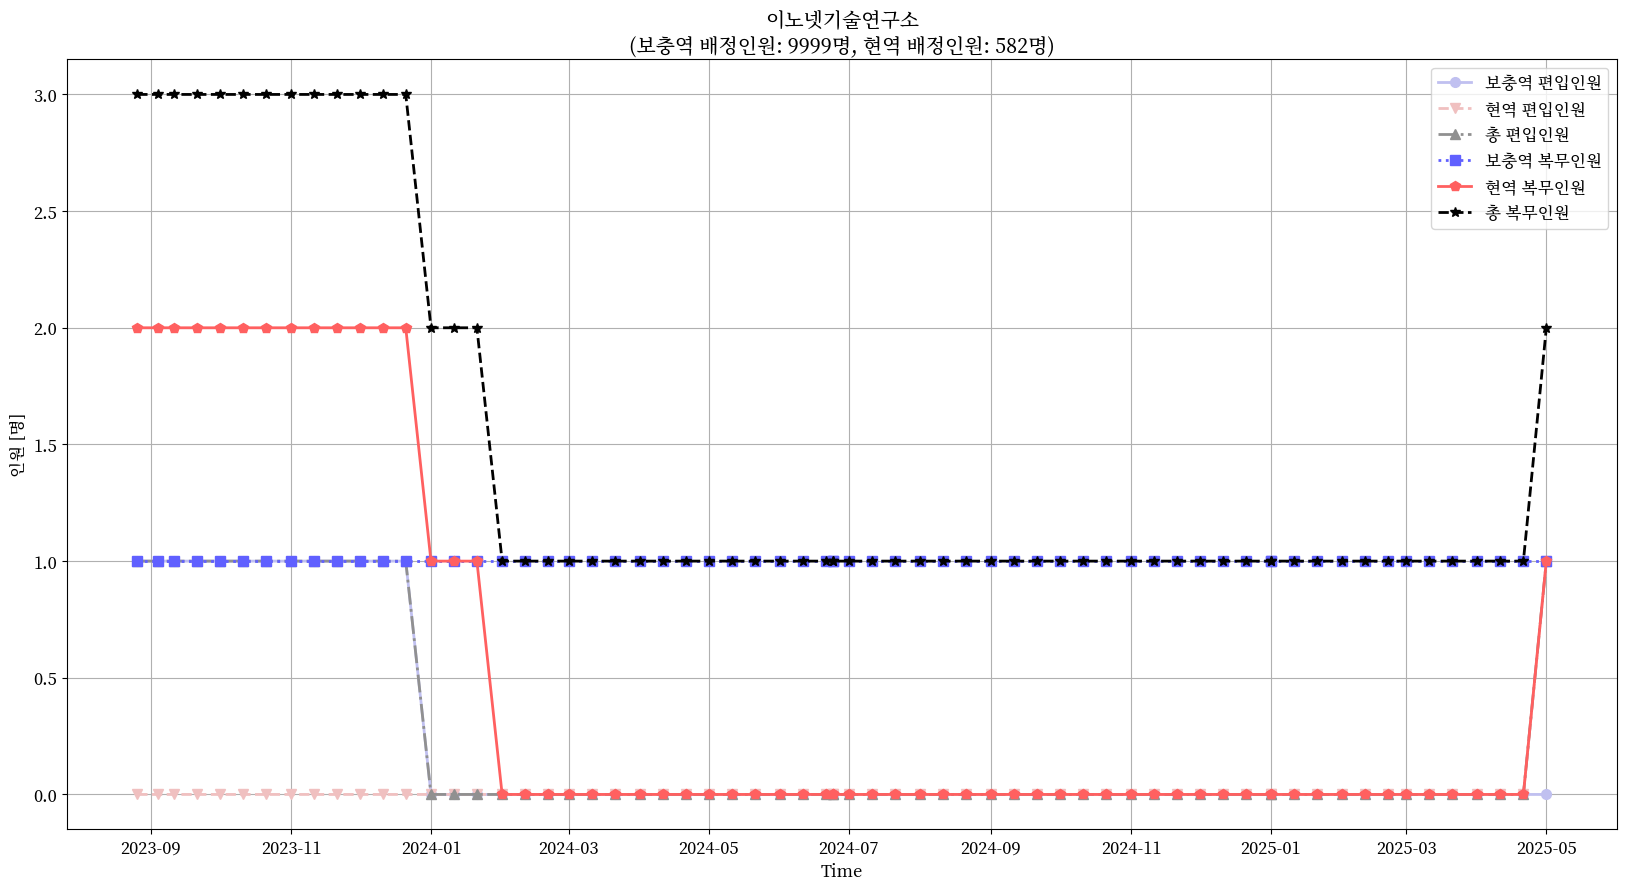 이노넷기술연구소
(보충역 배정인원: 9999명, 현역 배정인원: 582명)
보충역 편입인원
현역 편입인원
총 편입인원
보충역 복무인원
현역 복무인원
총 복무인원
인원 [명]
3.0
2.5
2.0
1.5
1.0
0.5
0.0
2023-09 2023-11 2024-01 2024-03 2024-05 2024-07 2024-09 2024-11 2025-01 2025-03 2025-05
Time